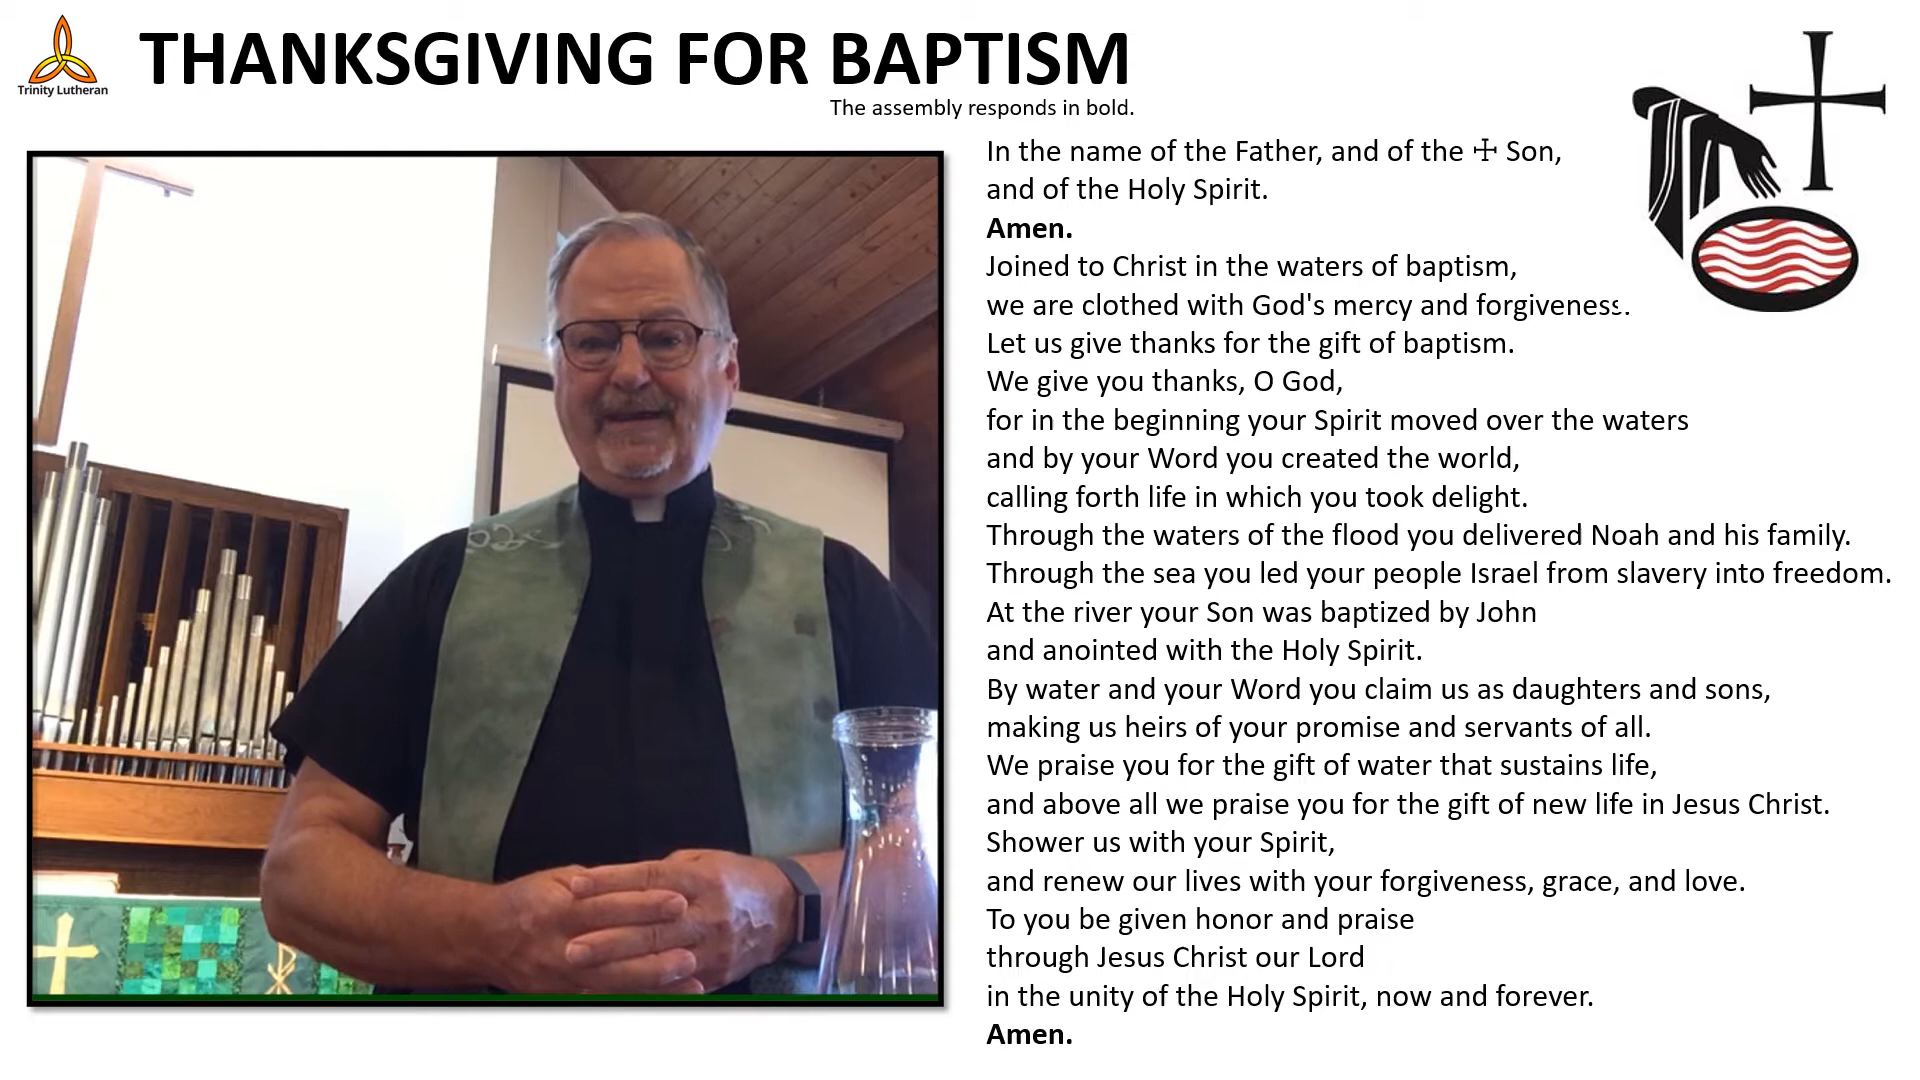 Trinity Lutheran
THANKSGIVING FOR BAPTISM
The assembly responds in bold.
In the name of the Father, and of the ☩ Son,
and of the Holy Spirit.
Amen.
Joined to Christ in the waters of baptism,
we are clothed with God's mercy and forgiveness.
Let us give thanks for the gift of baptism.
We give you thanks, O God,
for in the beginning your Spirit moved over the waters
and by your Word you created the world,
calling forth life in which you took delight.
Through the waters of the flood you delivered Noah and his family.
Through the sea you led your people Israel from slavery into freedom.
At the river your Son was baptized by John
and anointed with the Holy Spirit.
By water and your Word you claim us as daughters and sons,
making us heirs of your promise and servants of all.
We praise you for the gift of water that sustains life,
and above all we praise you for the gift of new life in Jesus Christ.
Shower us with your Spirit,
and renew our lives with your forgiveness, grace, and love.
To you be given honor and praise
through Jesus Christ our Lord
in the unity of the Holy Spirit, now and forever.
Amen.